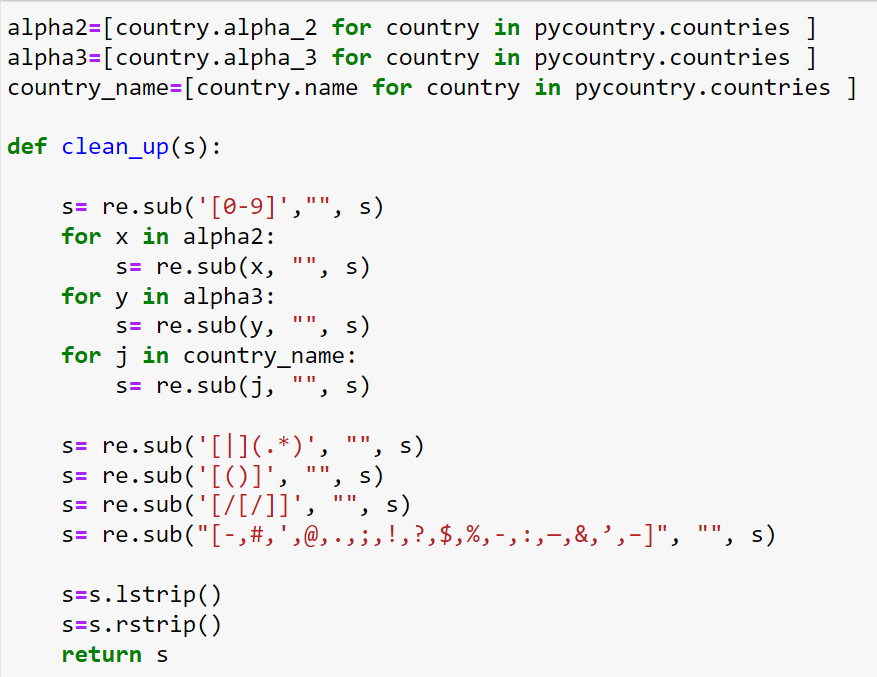 alpha2=[country.alpha_2 for country in pycountry.countries ]
alpha3=[country.alpha_3 for country in pycountry.countries ]
country_name=[country.name for country in pycountry.countries ]

def clean_up(s):

    s= re.sub('[0-9]',"", s)
    for x in alpha2:
        s= re.sub(x, "", s)
    for y in alpha3:
        s= re.sub(y, "", s)
    for j in country_name:
        s= re.sub(j, "", s)

    s= re.sub('[|](.*)', "", s)
    s= re.sub('[()]', "", s)
    s= re.sub('[/[/]]', "", s)
    s= re.sub("[-,#,',@,.,;,!,?,$,%,-,:,—,&,’,–]", "", s)

    s=s.lstrip()
    s=s.rstrip()
    return s